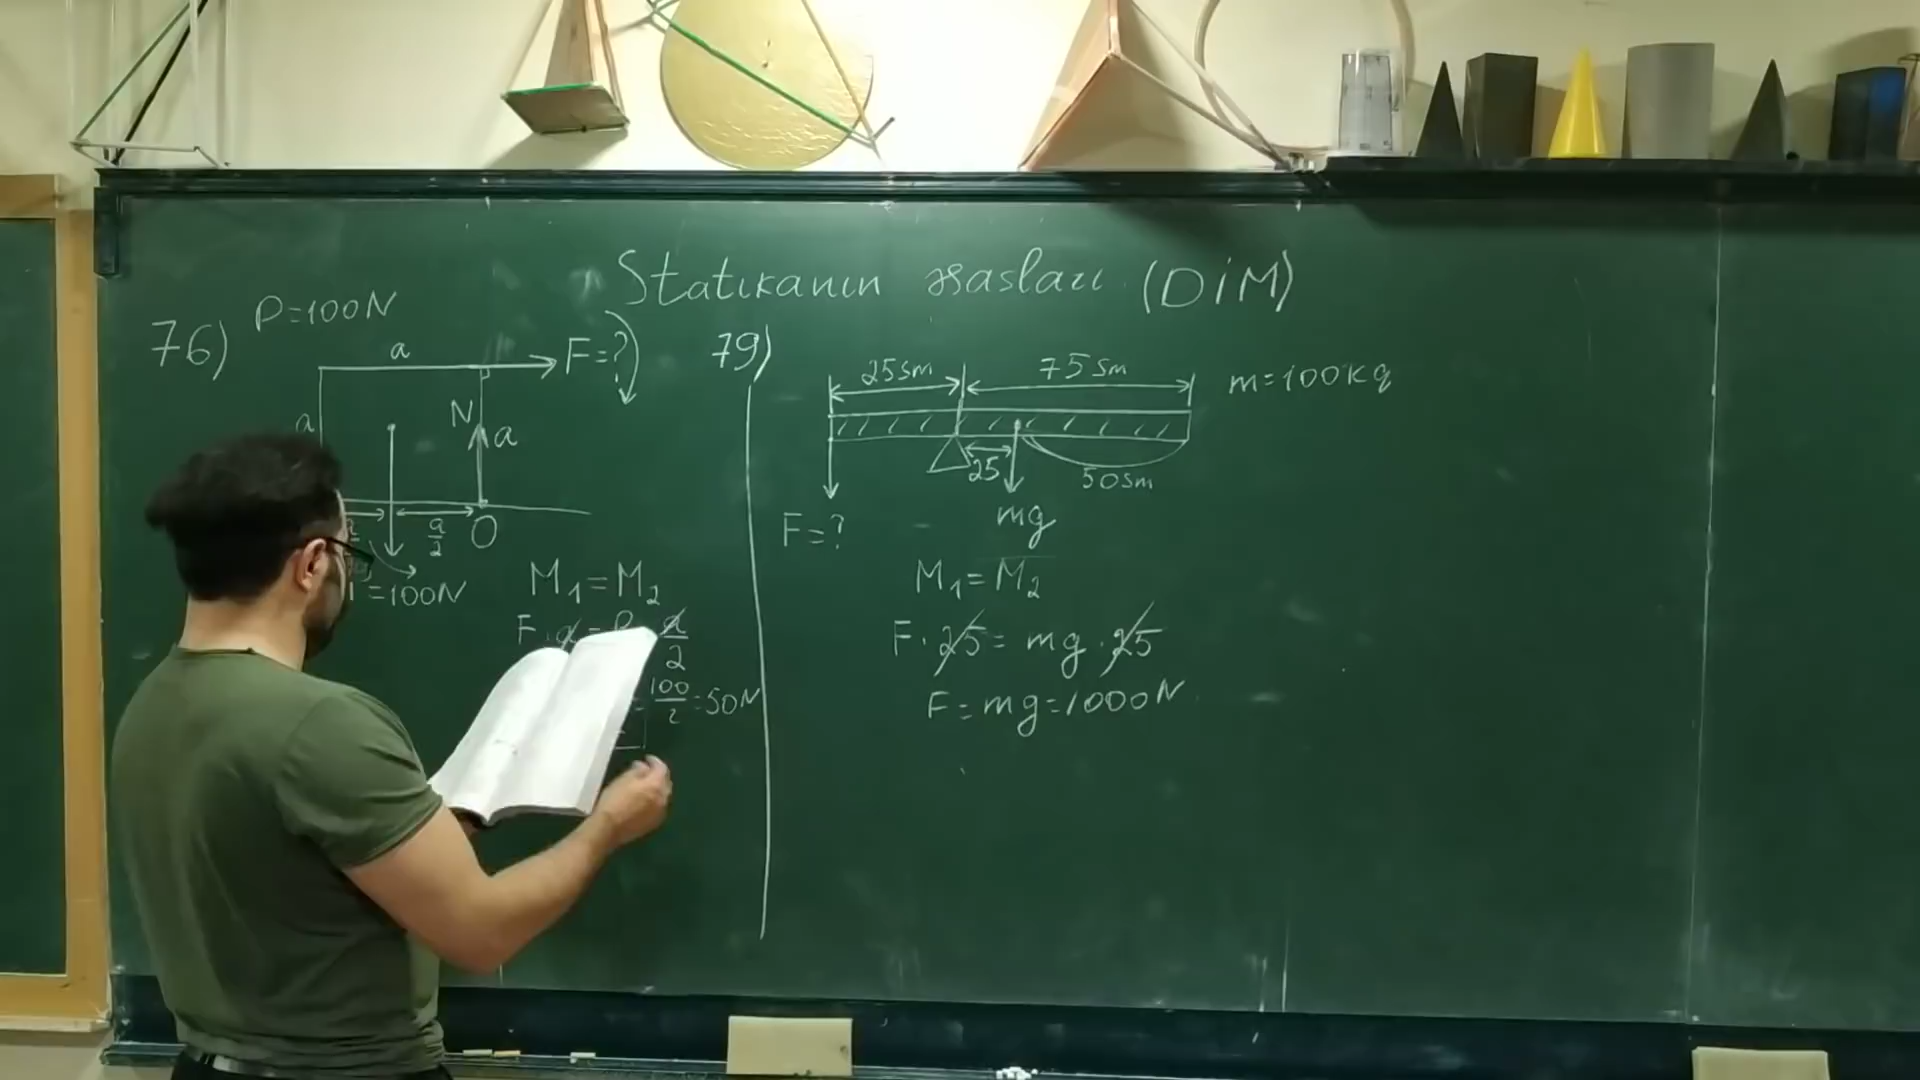 Statikanın əsasları (DİM)
76) P=100N
a
F=?
a
N
a
a/2
O
=100N
M₁=M₂
F·a= a/2
=100/2=50N
79)
25sm
75sm
m=100kq
25
50sm
F=?
mg
M₁=M₂
F·25=mg·25
F=mg=1000N